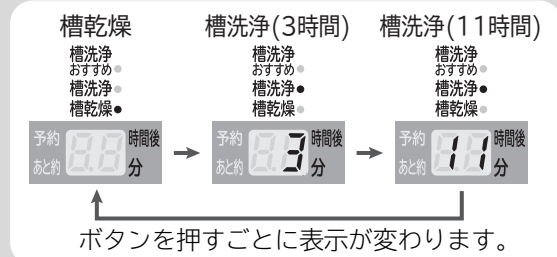 槽乾燥
槽洗浄
おすすめ
槽洗浄
槽乾燥
予約
時間後
あと約
分
槽洗浄(3時間)
槽洗浄
おすすめ
槽洗浄
槽乾燥
予約
3
時間後
あと約
分
槽洗浄(11時間)
槽洗浄
おすすめ
槽洗浄
槽乾燥
予約
11
時間後
あと約
分
ボタンを押すごとに表示が変わります。